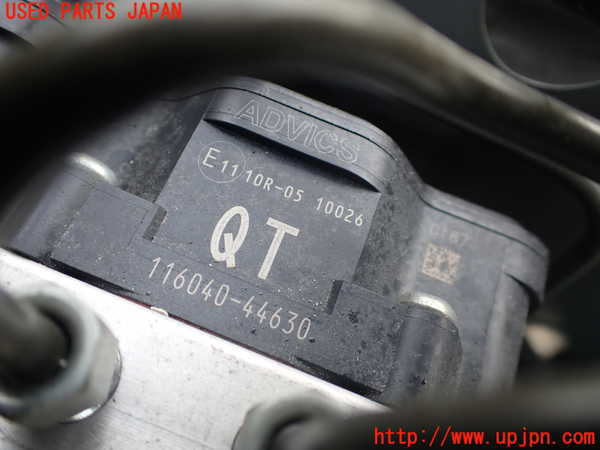 USED PARTS JAPAN
ADVICS
E11 10R-05 10026
QT
116040-44630
http://www.upjpn.com